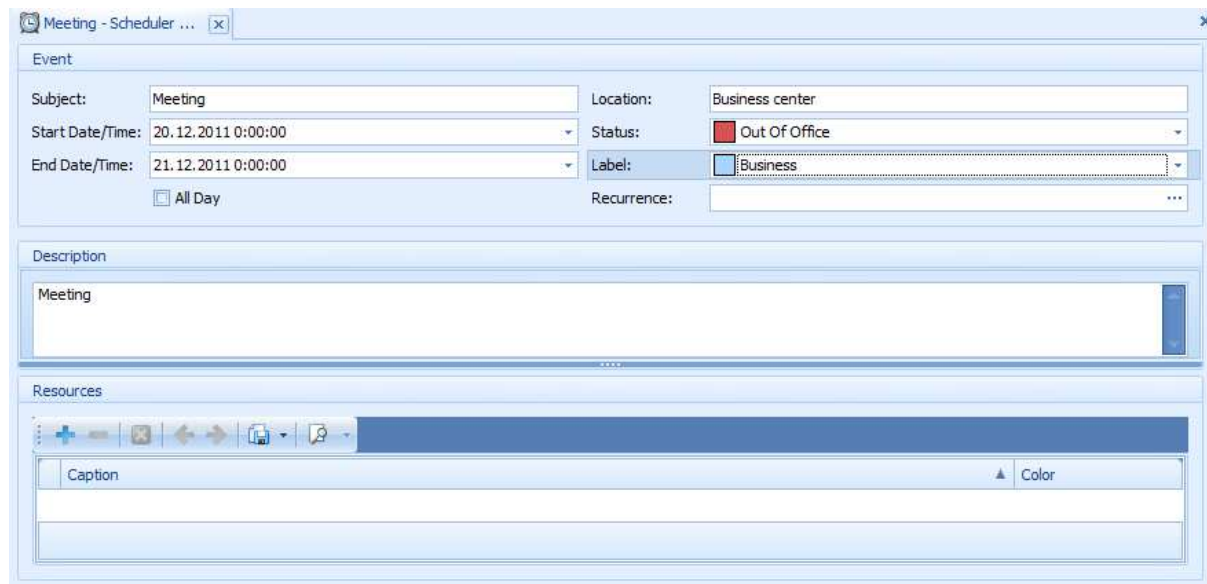 Meeting - Scheduler ...
Event
Subject: Meeting Location: Business center
Start Date/Time: 20.12.2011 0:00:00 Status: Out Of Office
End Date/Time: 21.12.2011 0:00:00 Label: Business
All Day Recurrence:
Description
Meeting
Resources
Caption Color